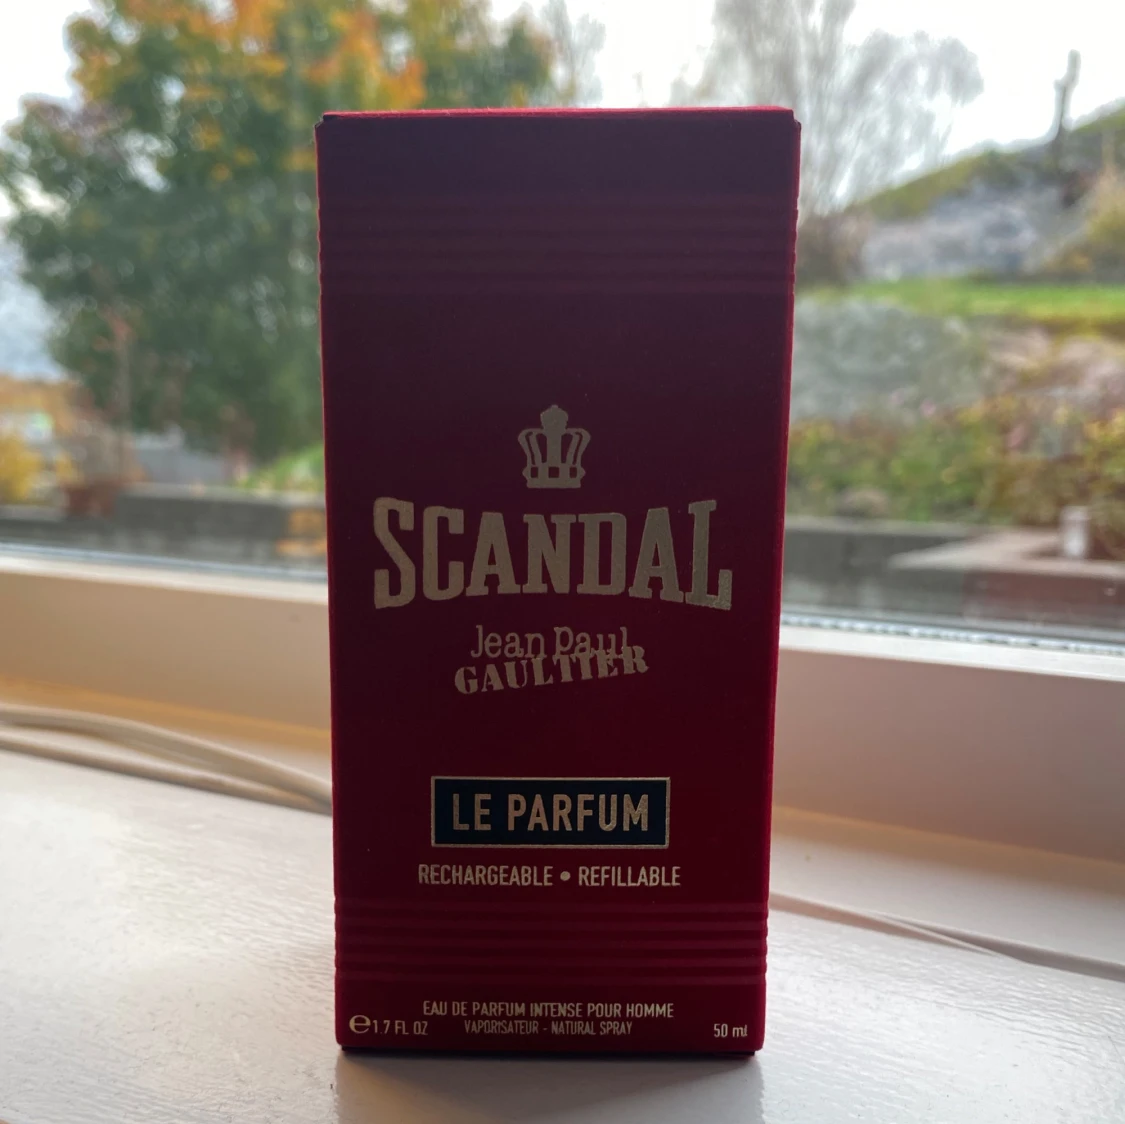 SCANDAL
Jean Paul
GAULTIER
LE PARFUM
RECHARGEABLE • REFILLABLE
EAU DE PARFUM INTENSE POUR HOMME
℮1.7 FL OZ VAPORISATEUR - NATURAL SPRAY 50 ml